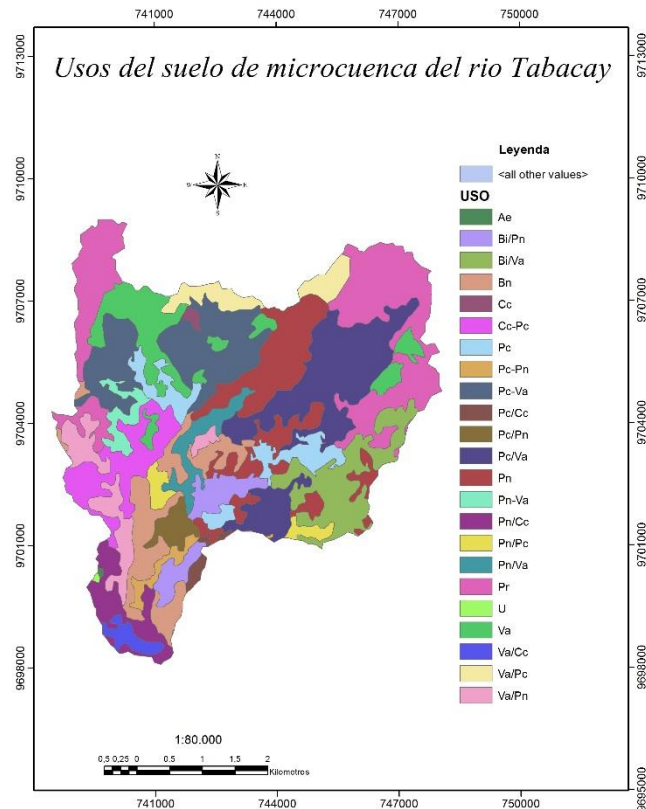 741000 744000 747000 750000
9713000 9713000
Usos del suelo de microcuenca del rio Tabacay
N
W E
S
Leyenda
<all other values>
USO
Ae
Bi/Pn
Bi/Va
Bn
Cc
Cc-Pc
Pc
Pc-Pn
Pc-Va
Pc/Cc
Pc/Pn
Pc/Va
Pn
Pn-Va
Pn/Cc
Pn/Pc
Pn/Va
Pr
U
Va
Va/Cc
Va/Pc
Va/Pn
9710000 9710000
9707000 9707000
9704000 9704000
9701000 9701000
9698000 9698000
9695000
1:80.000
0,5 0,25 0 0.5 1 1,5 2
Kilometros
741000 744000 747000 750000